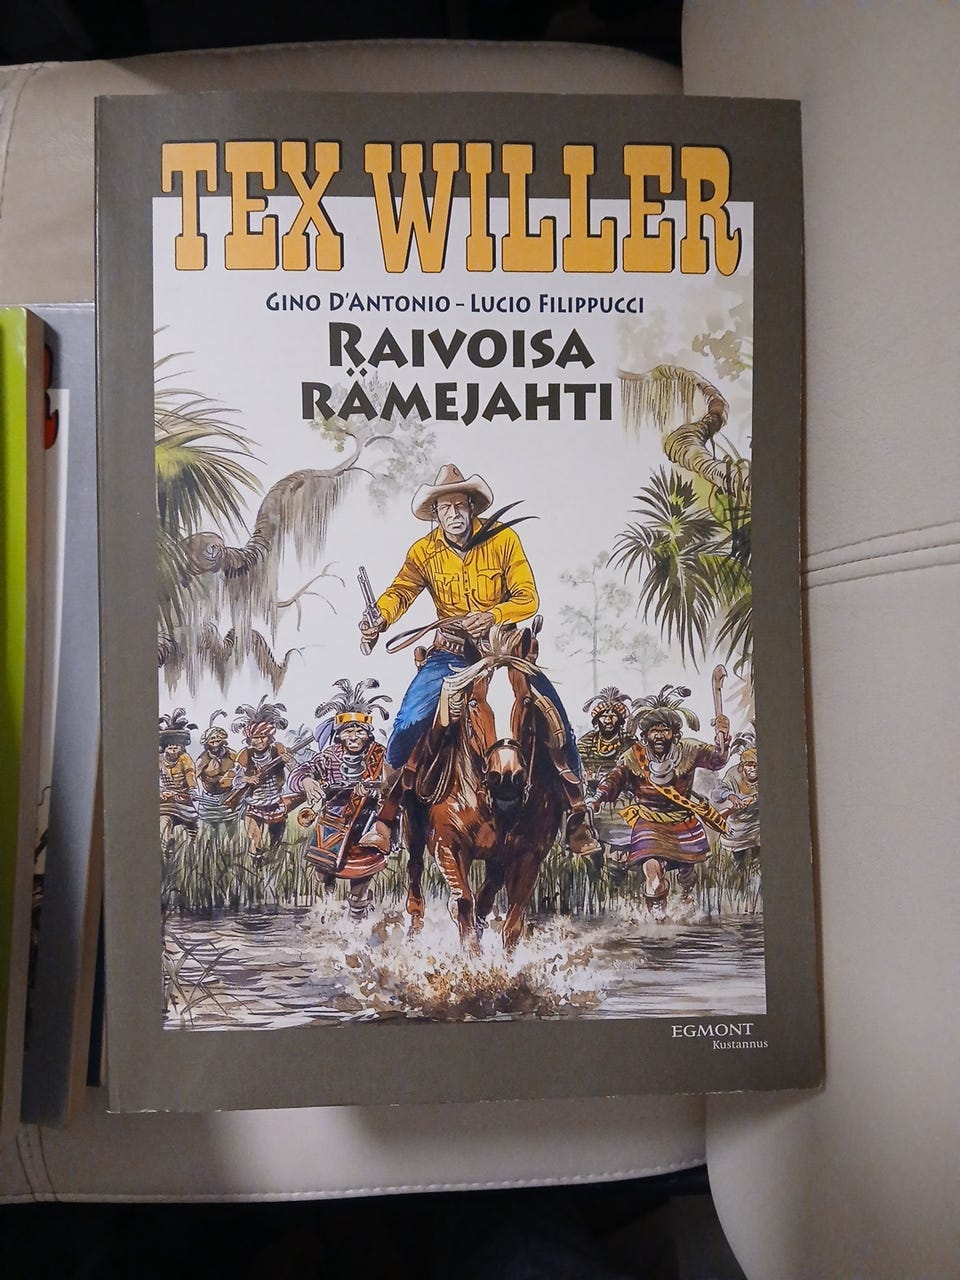 TEX WILLER
GINO D'ANTONIO – LUCIO FILIPPUCCI
RAIVOISA
RÄMEJAHTI
EGMONT
Kustannus